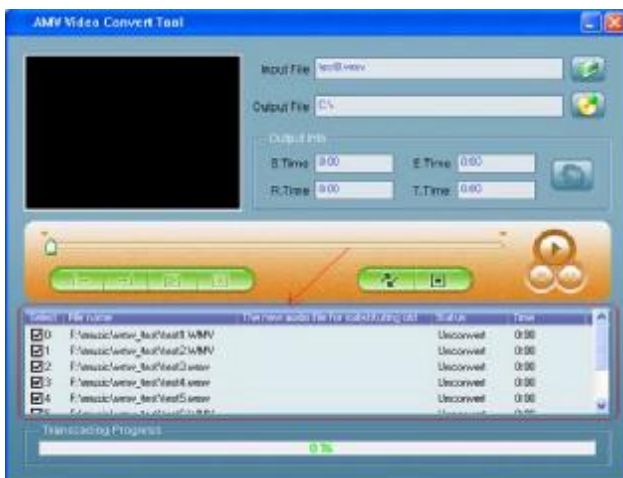 AMV Video Convert Tool
Input File
Output File C:\
Output Info
S.Time 0:00 E.Time 0:00
R.Time 0:00 T.Time 0:00
Select File name The new audio file for substituting old Status Time
0 F:\music\wmv_test\test1.WMV Unconvert 0:00
1 F:\music\wmv_test\test2.WMV Unconvert 0:00
2 F:\music\wmv_test\test3.wmv Unconvert 0:00
3 F:\music\wmv_test\test4.wmv Unconvert 0:00
4 F:\music\wmv_test\test5.wmv Unconvert 0:00
Transcoding Progress
0%